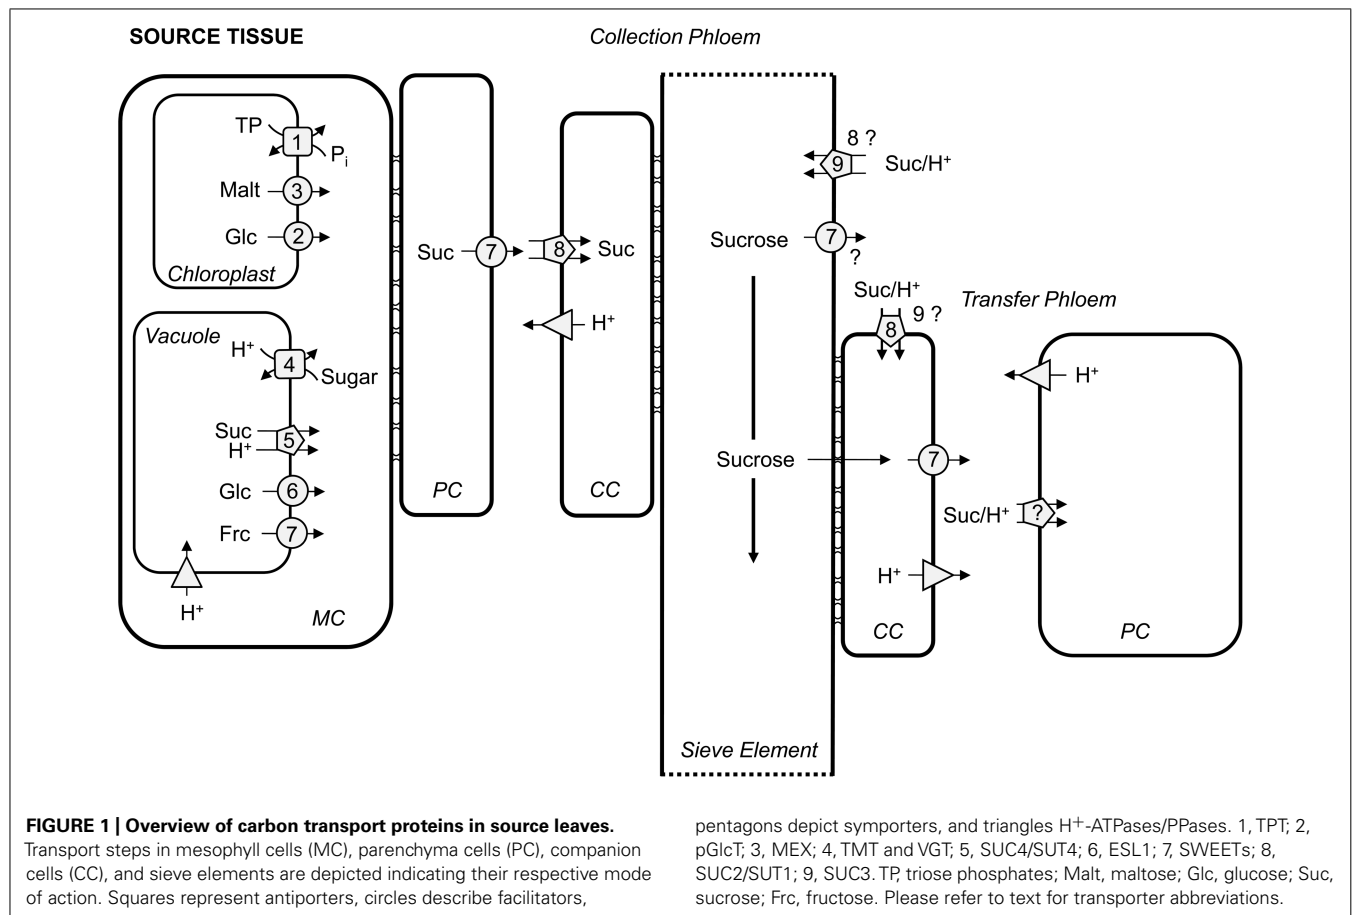 SOURCE TISSUE
Collection Phloem
TP
1
Pi
Malt
3
Glc
2
Chloroplast
Vacuole
H+
4
Sugar
Suc
H+
5
Glc
6
Frc
7
H+
MC
Suc
7
PC
8
Suc
H+
CC
8 ?
9
Suc/H+
Sucrose
7
?
Sucrose
Sieve Element
Suc/H+
9 ?
8
7
H+
CC
Transfer Phloem
H+
Suc/H+
?
PC
FIGURE 1 | Overview of carbon transport proteins in source leaves.
Transport steps in mesophyll cells (MC), parenchyma cells (PC), companion
cells (CC), and sieve elements are depicted indicating their respective mode
of action. Squares represent antiporters, circles describe facilitators,
pentagons depict symporters, and triangles H+-ATPases/PPases. 1, TPT; 2,
pGlcT; 3, MEX; 4, TMT and VGT; 5, SUC4/SUT4; 6, ESL1; 7, SWEETs; 8,
SUC2/SUT1; 9, SUC3. TP, triose phosphates; Malt, maltose; Glc, glucose; Suc,
sucrose; Frc, fructose. Please refer to text for transporter abbreviations.